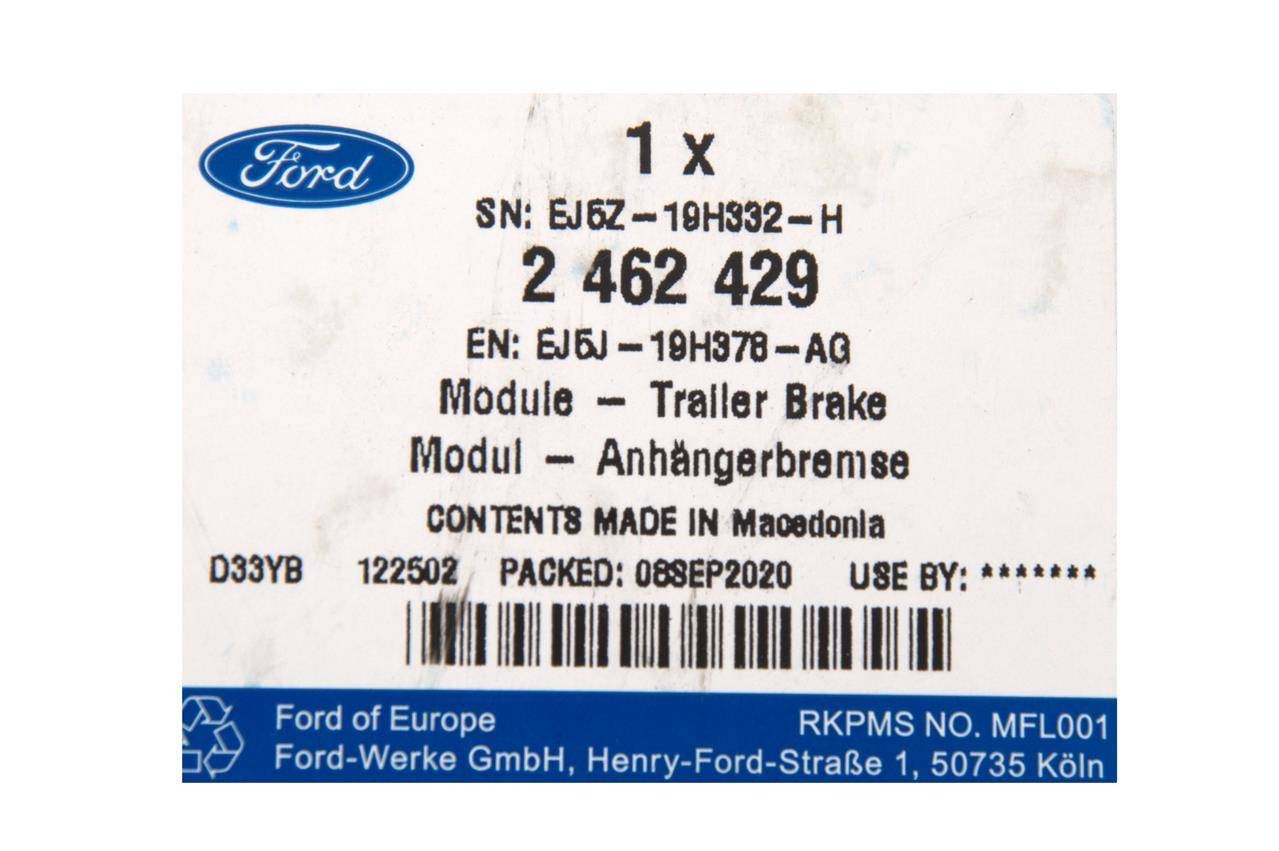 Ford
1 x
SN: EJ5Z-19H332-H
2 462 429
EN: EJ5J-19H378-AG
Module - Trailer Brake
Modul - Anhängerbremse
CONTENTS MADE IN Macedonia
D33YB 122502 PACKED: 08SEP2020 USE BY: *******
Ford of Europe RKPMS NO. MFL001
Ford-Werke GmbH, Henry-Ford-Straße 1, 50735 Köln